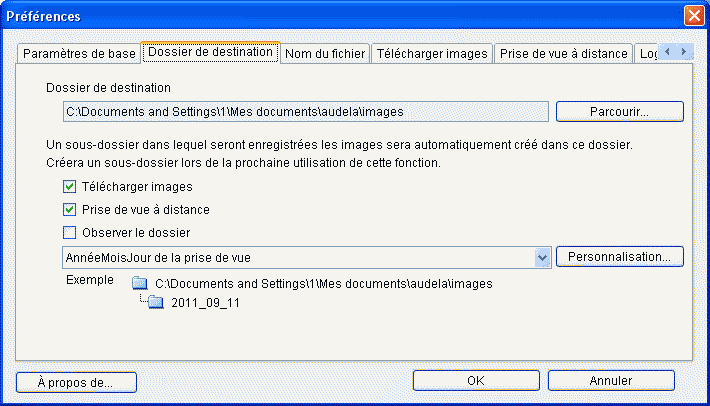 Préférences
Paramètres de base Dossier de destination Nom du fichier Télécharger images Prise de vue à distance Log
Dossier de destination
C:\Documents and Settings\1\Mes documents\audela\images Parcourir...
Un sous-dossier dans lequel seront enregistrées les images sera automatiquement créé dans ce dossier.
Créera un sous-dossier lors de la prochaine utilisation de cette fonction.
Télécharger images
Prise de vue à distance
Observer le dossier
AnnéeMoisJour de la prise de vue Personnalisation...
Exemple C:\Documents and Settings\1\Mes documents\audela\images
2011_09_11
À propos de... OK Annuler